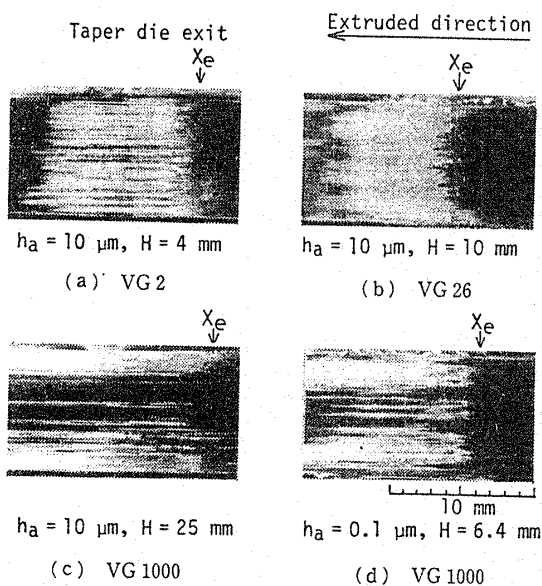 Taper die exit
Extruded direction
Xe
Xe
ha = 10 μm, H = 4 mm
ha = 10 μm, H = 10 mm
(a) VG 2
(b) VG 26
Xe
Xe
10 mm
ha = 10 μm, H = 25 mm
ha = 0.1 μm, H = 6.4 mm
(c) VG 1000
(d) VG 1000